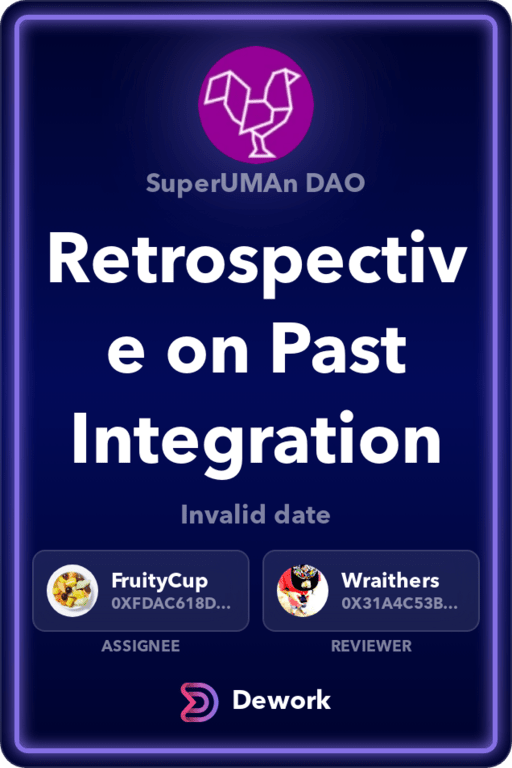 SuperUMAn DAO
Retrospectiv
e on Past
Integration
Invalid date
FruityCup
0XFDAC618D...
Wraithers
0X31A4C53B...
ASSIGNEE
REVIEWER
Dework